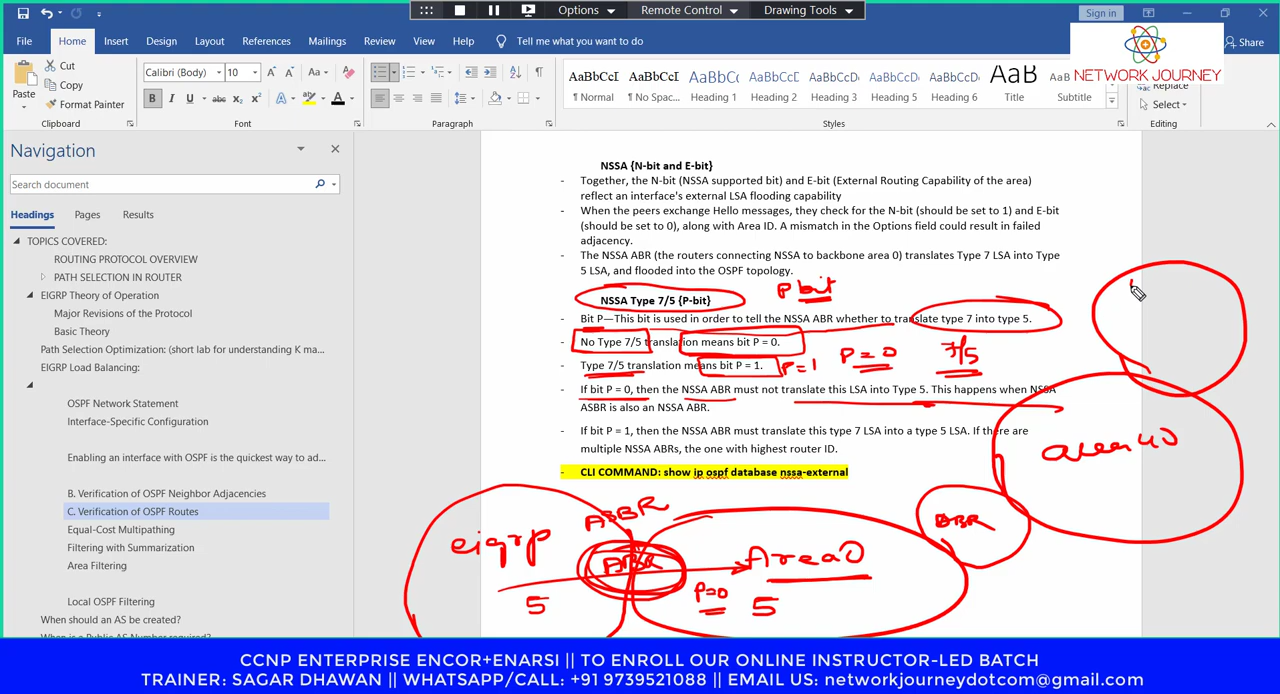 Options
Remote Control
Drawing Tools
Sign in
File
Home
Insert
Design
Layout
References
Mailings
Review
View
Help
Tell me what you want to do
Share
NETWORK JOURNEY
Paste
Cut
Copy
Format Painter
Calibri (Body)
10
AaBbCcI
AaBbCcI
AaBbC
AaBbCcD
AaBbCcD
AaBbCcD
AaB
¶ Normal
¶ No Spac...
Heading 1
Heading 2
Heading 3
Heading 5
Heading 6
Title
Subtitle
Replace
Select
Clipboard
Font
Paragraph
Styles
Editing
Navigation
Search document
Headings
Pages
Results
TOPICS COVERED:
ROUTING PROTOCOL OVERVIEW
PATH SELECTION IN ROUTER
EIGRP Theory of Operation
Major Revisions of the Protocol
Basic Theory
Path Selection Optimization: (short lab for understanding K ma...
EIGRP Load Balancing:
OSPF Network Statement
Interface-Specific Configuration
Enabling an interface with OSPF is the quickest way to ad...
B. Verification of OSPF Neighbor Adjacencies
C. Verification of OSPF Routes
Equal-Cost Multipathing
Filtering with Summarization
Area Filtering
Local OSPF Filtering
When should an AS be created?
When is a Public AS Number required?
NSSA {N-bit and E-bit}
- Together, the N-bit (NSSA supported bit) and E-bit (External Routing Capability of the area)
reflect an interface's external LSA flooding capability
- When the peers exchange Hello messages, they check for the N-bit (should be set to 1) and E-bit
(should be set to 0), along with Area ID. A mismatch in the Options field could result in failed
adjacency.
- The NSSA ABR (the routers connecting NSSA to backbone area 0) translates Type 7 LSA into Type
5 LSA, and flooded into the OSPF topology.
P bit
NSSA Type 7/5 {P-bit}
- Bit P—This bit is used in order to tell the NSSA ABR whether to translate type 7 into type 5.
- No Type 7/5 translation means bit P = 0.
P=0 7/5
- Type 7/5 translation means bit P = 1.
P=1
- If bit P = 0, then the NSSA ABR must not translate this LSA into Type 5. This happens when NSSA
ASBR is also an NSSA ABR.
- If bit P = 1, then the NSSA ABR must translate this type 7 LSA into a type 5 LSA. If there are
multiple NSSA ABRs, the one with highest router ID.
- CLI COMMAND: show ip ospf database nssa-external
area 40
ASBR
ABR
eigrp
ABR
Area 0
P=0
5
5
CCNP ENTERPRISE ENCOR+ENARSI || TO ENROLL OUR ONLINE INSTRUCTOR-LED BATCH
TRAINER: SAGAR DHAWAN || WHATSAPP/CALL: +91 9739521088 || EMAIL US: networkjourneydotcom@gmail.com